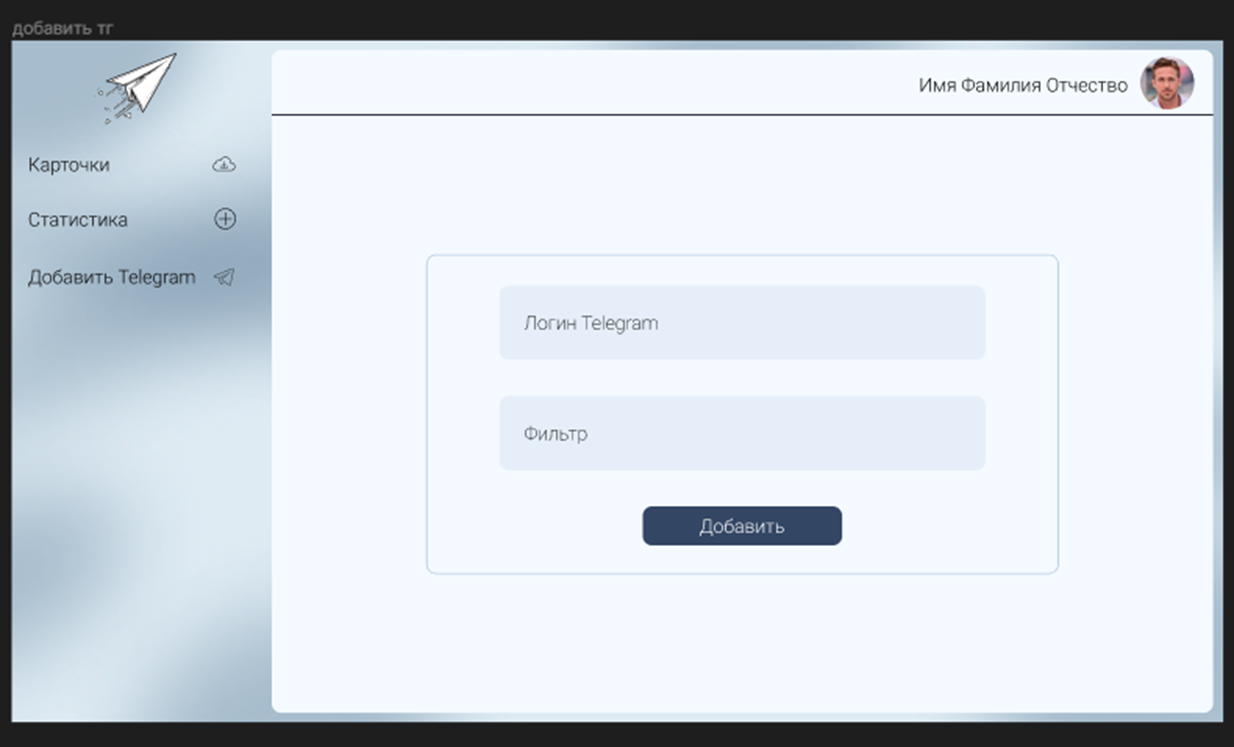 добавить тг
Имя Фамилия Отчество
Карточки
Статистика
Добавить Telegram
Логин Telegram
Фильтр
Добавить